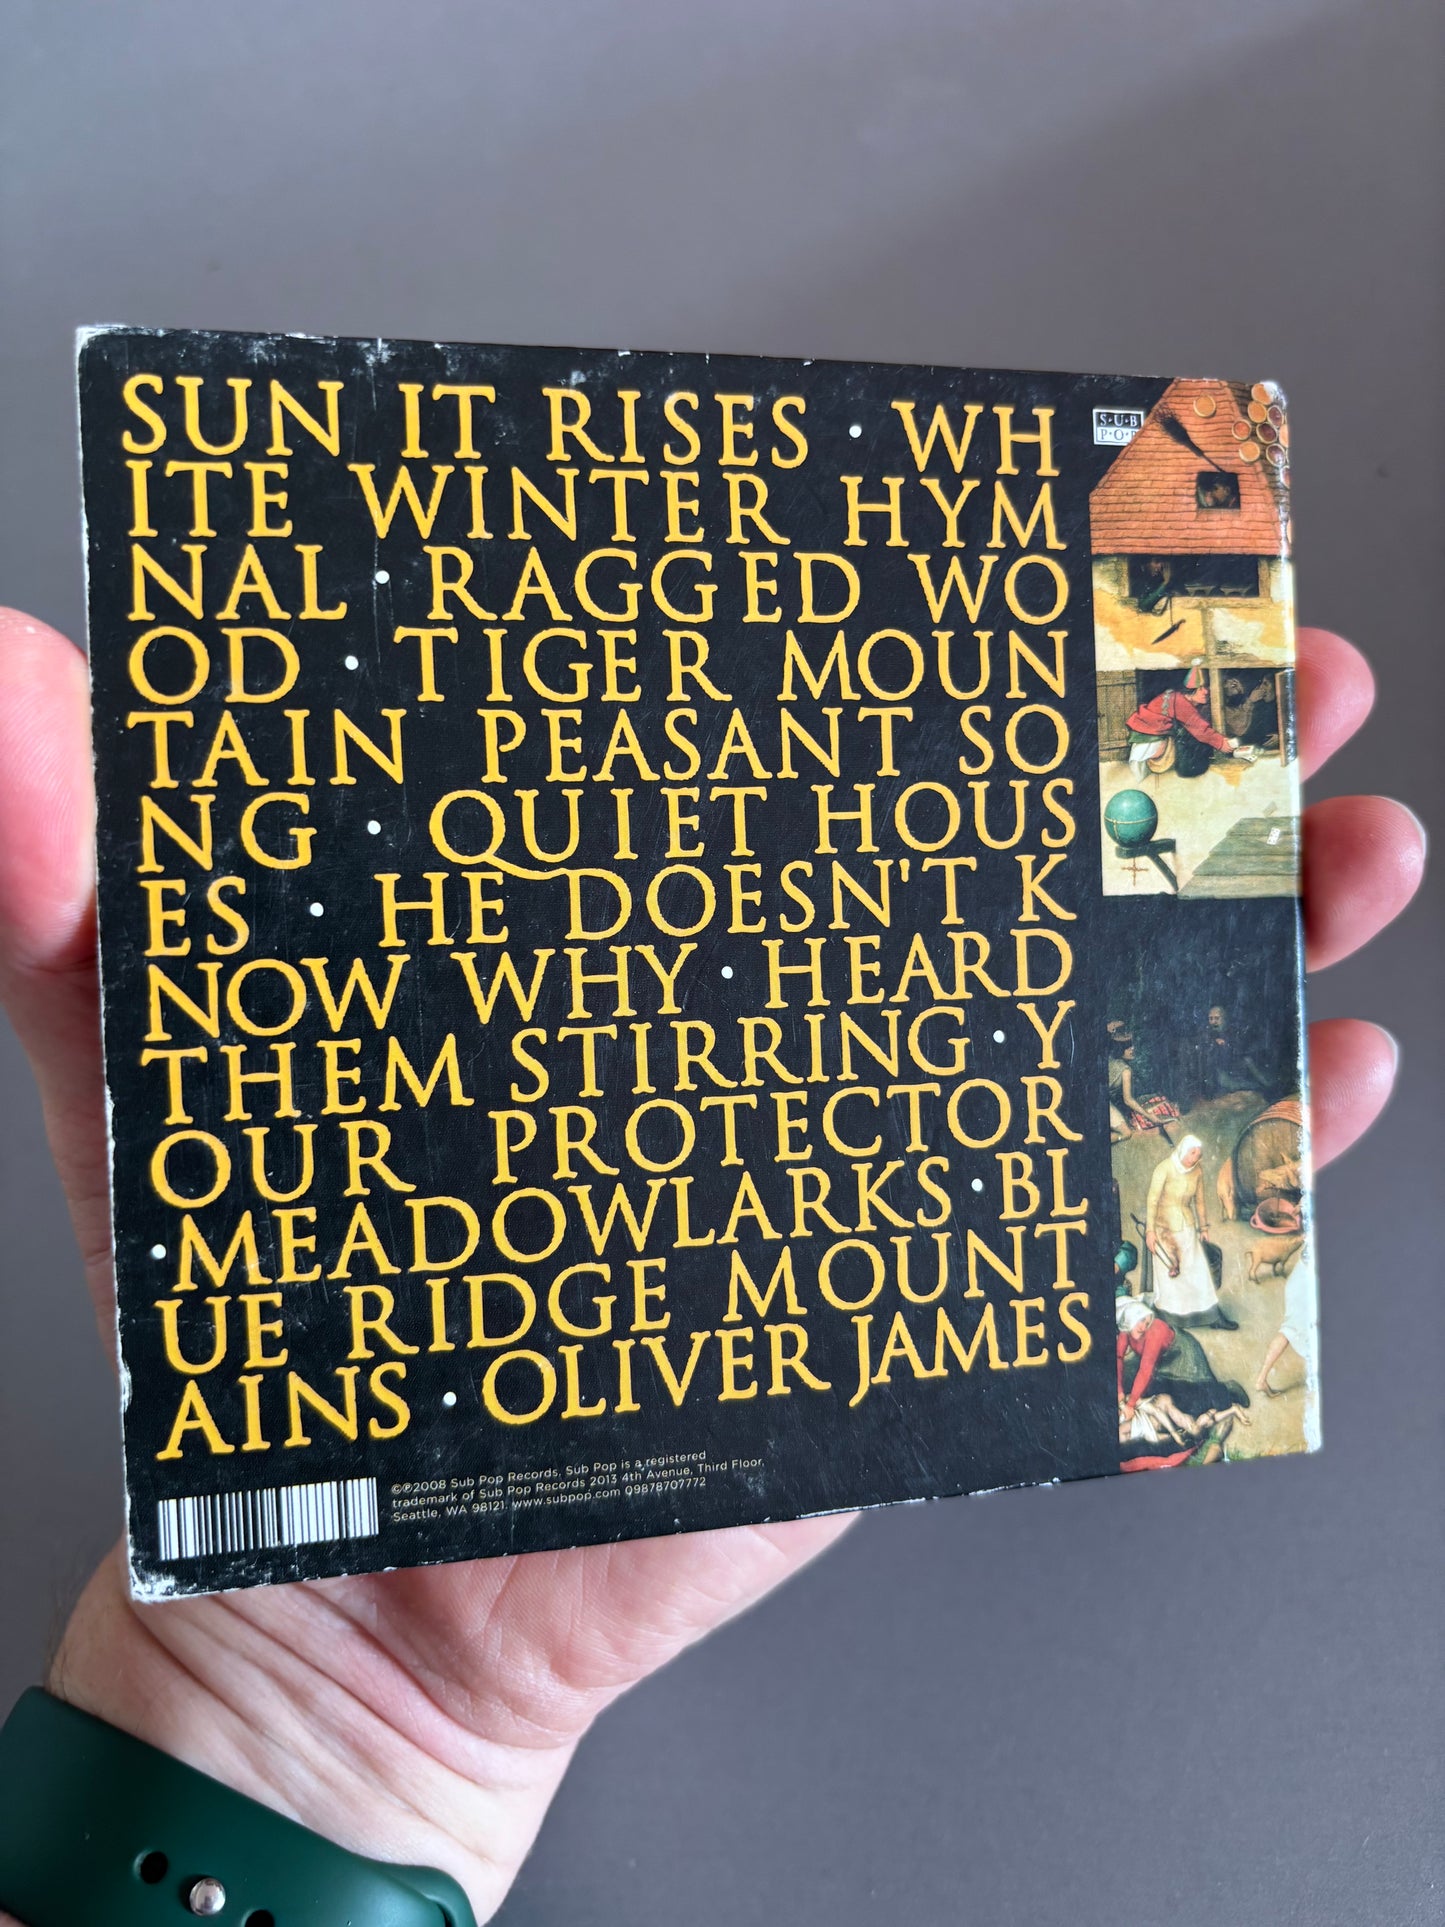 SUN IT RISES • WH
ITE WINTER HYM
NAL • RAGGED WO
OD • TIGER MOUN
TAIN PEASANT SO
NG • QUIET HOUS
ES • HE DOESN'T K
NOW WHY • HEARD
THEM STIRRING • Y
OUR PROTECTOR
• MEADOWLARKS • BL
UE RIDGE MOUNT
AINS • OLIVER JAMES
S•U•B
P•O•P
©℗2008 Sub Pop Records. Sub Pop is a registered
trademark of Sub Pop Records 2013 4th Avenue, Third Floor,
Seattle, WA 98121. www.subpop.com 09878707772